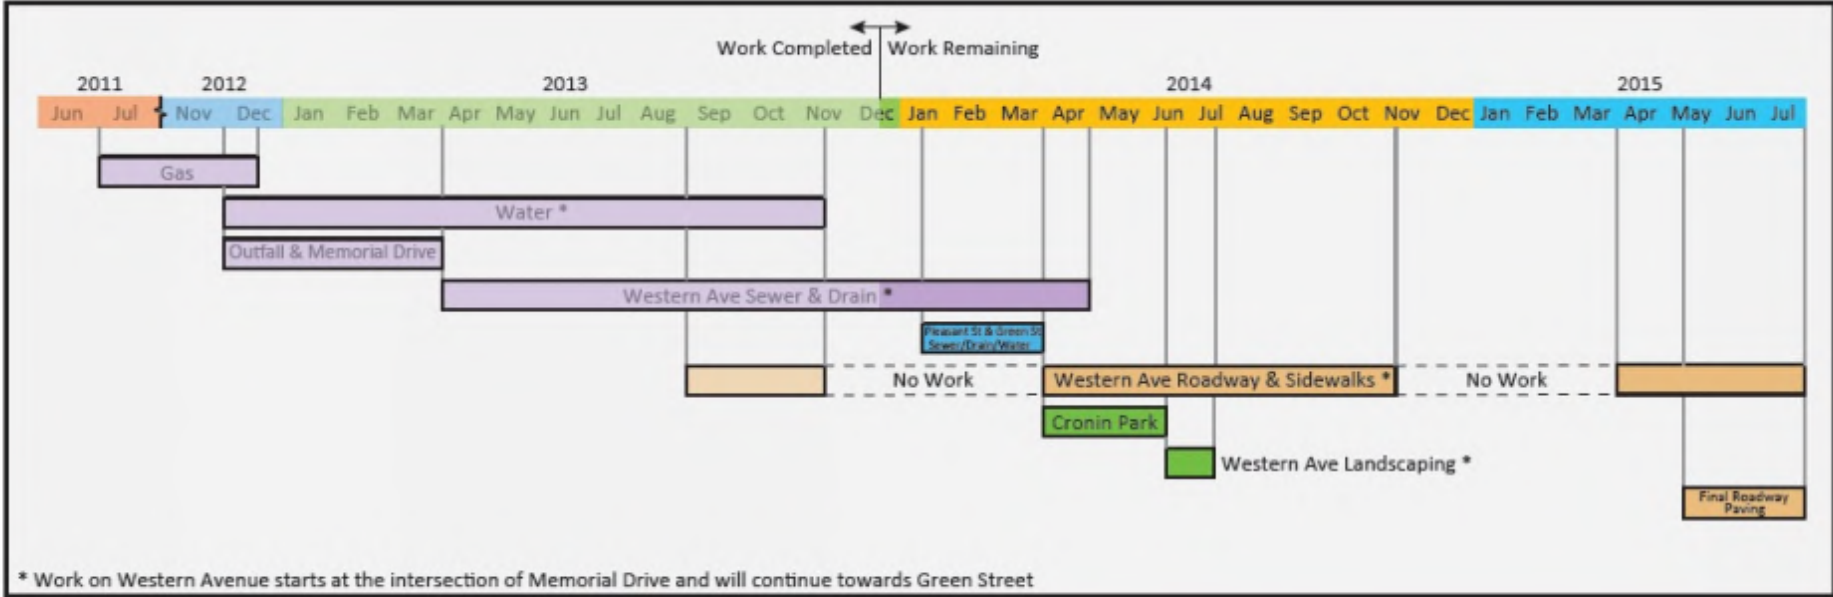 Work Completed Work Remaining
2011 2012 2013 2014 2015
Jun Jul Nov Dec Jan Feb Mar Apr May Jun Jul Aug Sep Oct Nov Dec Jan Feb Mar Apr May Jun Jul Aug Sep Oct Nov Dec Jan Feb Mar Apr May Jun Jul
Gas
Water *
Outfall & Memorial Drive
Western Ave Sewer & Drain *
Pleasant St & Green St
Sewer/Drain/Water
No Work Western Ave Roadway & Sidewalks * No Work
Cronin Park
Western Ave Landscaping *
Final Roadway
Paving
* Work on Western Avenue starts at the intersection of Memorial Drive and will continue towards Green Street